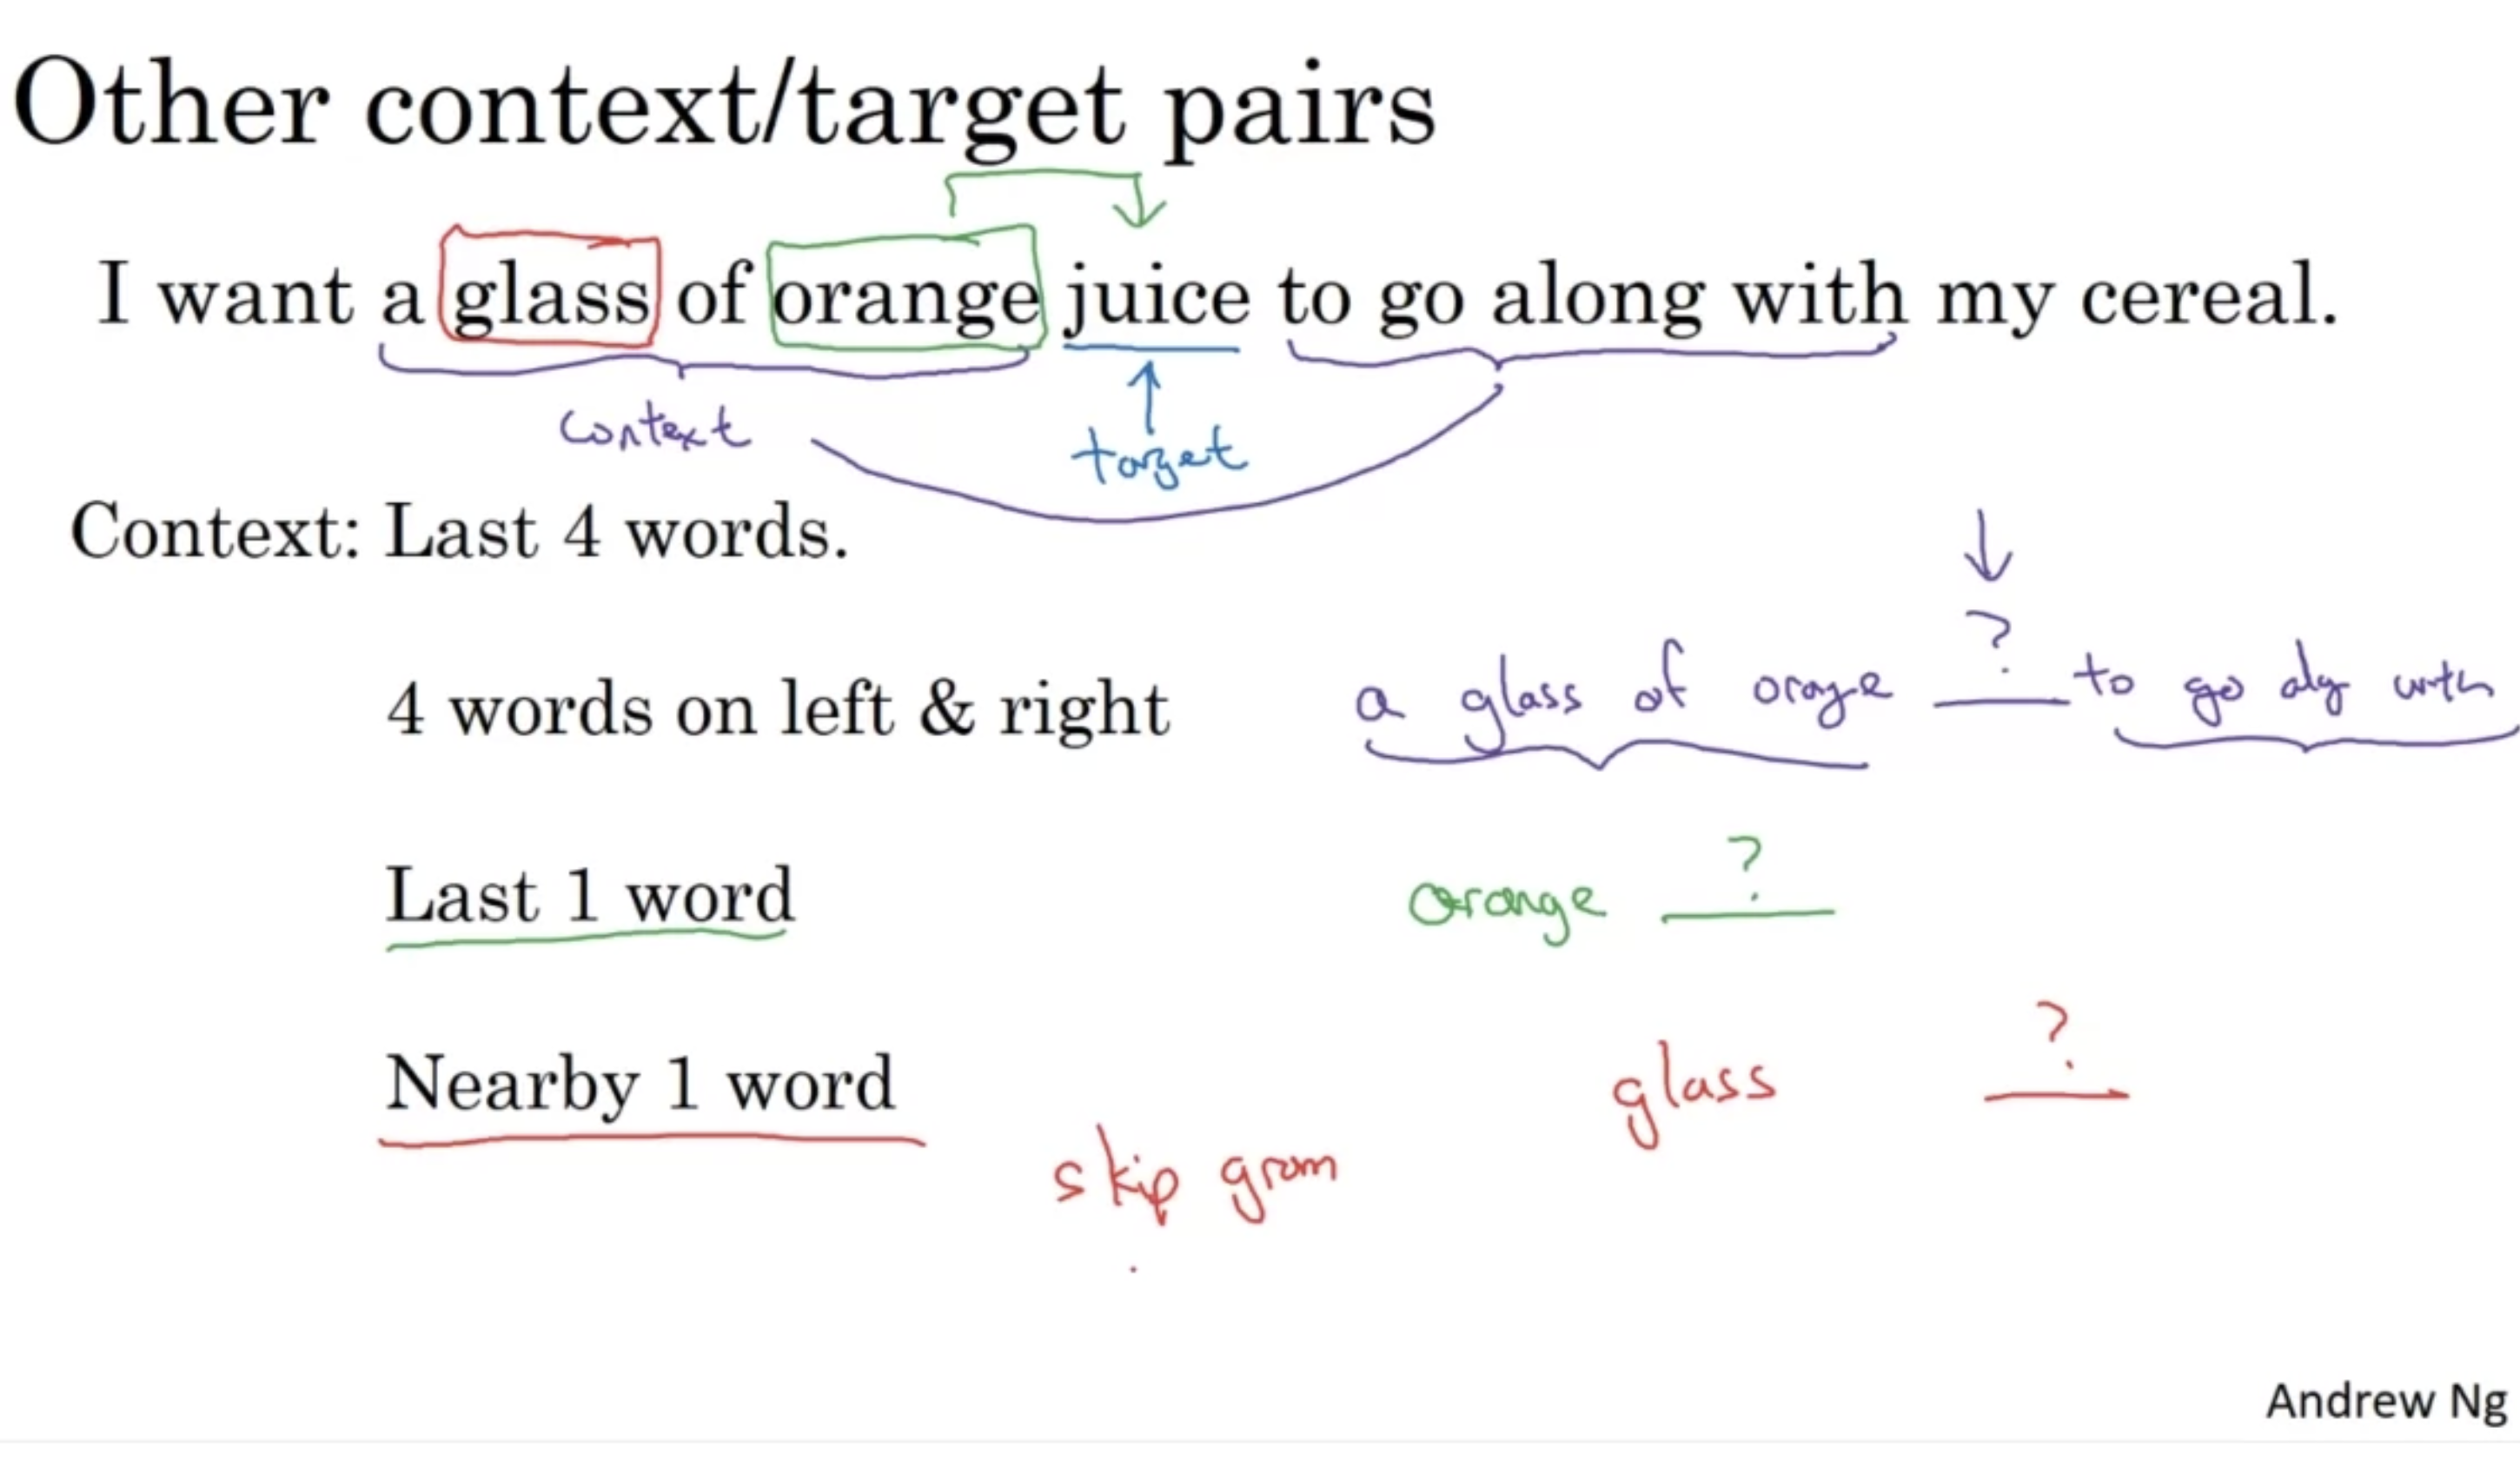 Other context/target pairs
I want a glass of orange juice to go along with my cereal.
context
target
Context: Last 4 words.
?
4 words on left & right a glass of orage to go alg with
?
Last 1 word orange
?
Nearby 1 word glass
skip gram
Andrew Ng